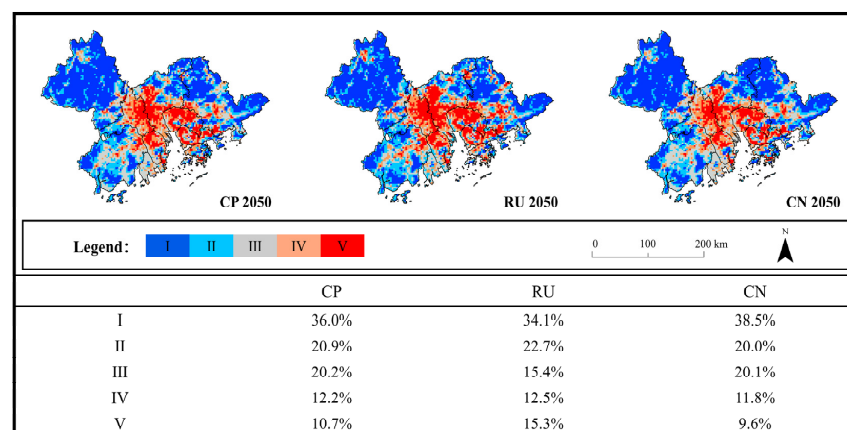 CP 2050 RU 2050 CN 2050
N
Legend: I II III IV V 0 100 200 km
CP RU CN
I 36.0% 34.1% 38.5%
II 20.9% 22.7% 20.0%
III 20.2% 15.4% 20.1%
IV 12.2% 12.5% 11.8%
V 10.7% 15.3% 9.6%